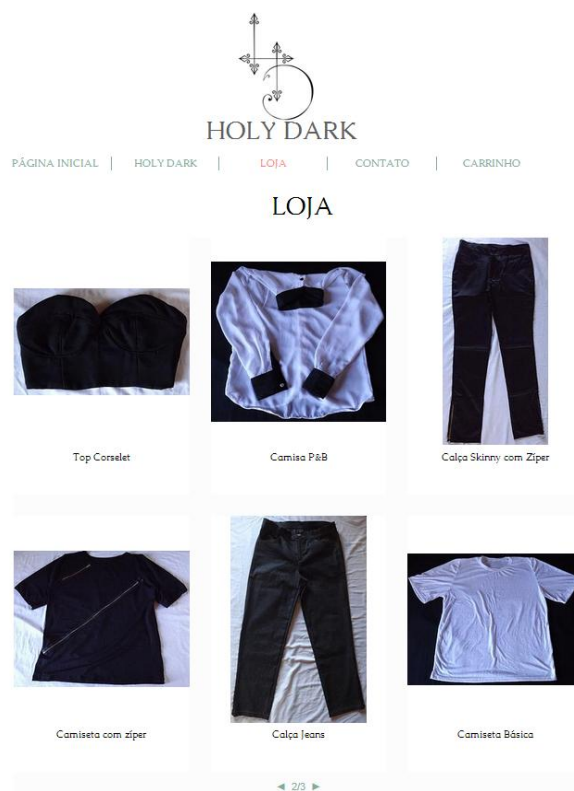 HOLY DARK
PÁGINA INICIAL HOLY DARK LOJA CONTATO CARRINHO
LOJA
Top Corselet Camisa P&B Calça Skinny com Zíper
Camiseta com zíper Calça Jeans Camiseta Básica
◄ 2/3 ►